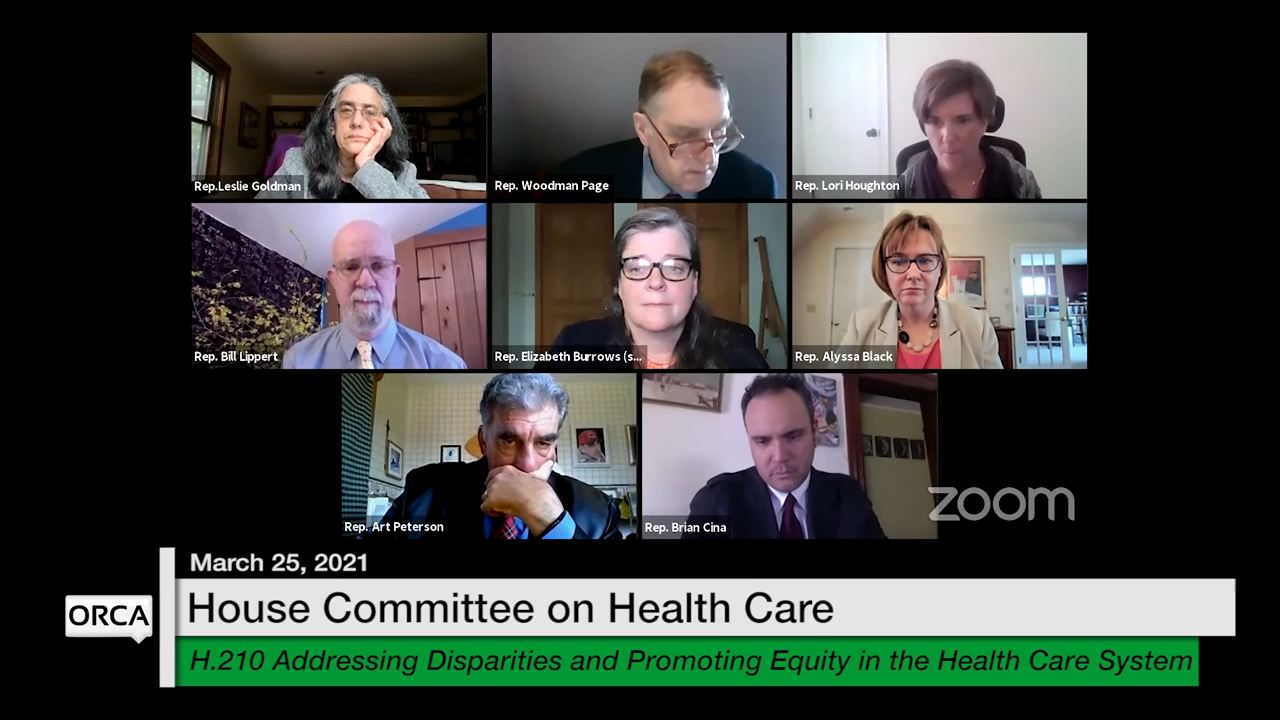 Rep.Leslie Goldman
Rep. Woodman Page
Rep. Lori Houghton
Rep. Bill Lippert
Rep. Elizabeth Burrows (s...
Rep. Alyssa Black
Rep. Art Peterson
Rep. Brian Cina
zoom
March 25, 2021
ORCA
House Committee on Health Care
H.210 Addressing Disparities and Promoting Equity in the Health Care System